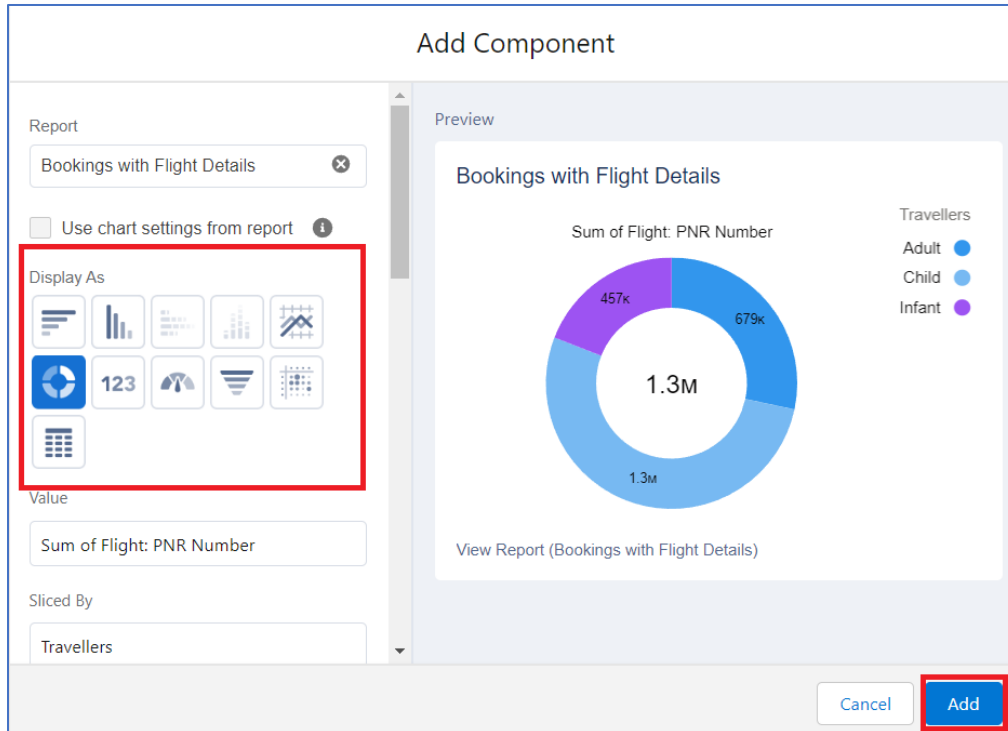 Add Component
Report
Bookings with Flight Details
Use chart settings from report
Display As
123
Value
Sum of Flight: PNR Number
Sliced By
Travellers
Preview
Bookings with Flight Details
Sum of Flight: PNR Number
457K
679K
1.3M
1.3M
Travellers
Adult
Child
Infant
View Report (Bookings with Flight Details)
Cancel
Add